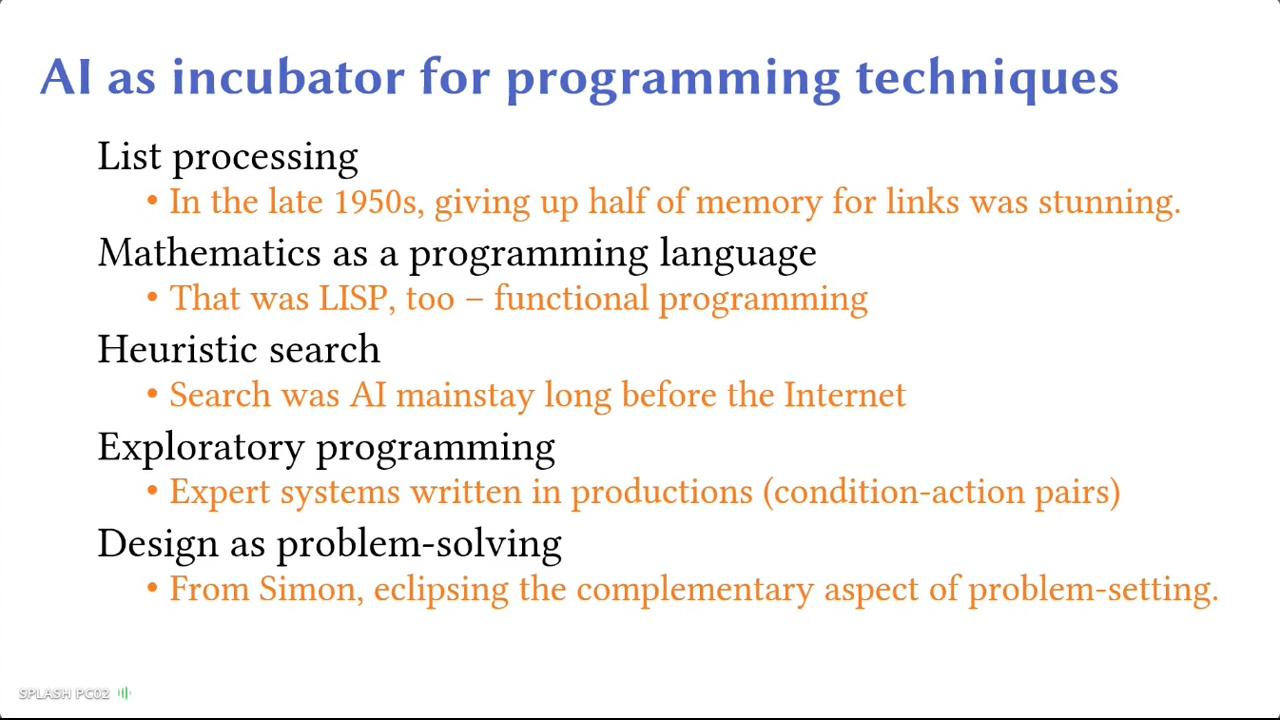 AI as incubator for programming techniques
List processing
• In the late 1950s, giving up half of memory for links was stunning.
Mathematics as a programming language
• That was LISP, too – functional programming
Heuristic search
• Search was AI mainstay long before the Internet
Exploratory programming
• Expert systems written in productions (condition-action pairs)
Design as problem-solving
• From Simon, eclipsing the complementary aspect of problem-setting.
SPLASH PC02